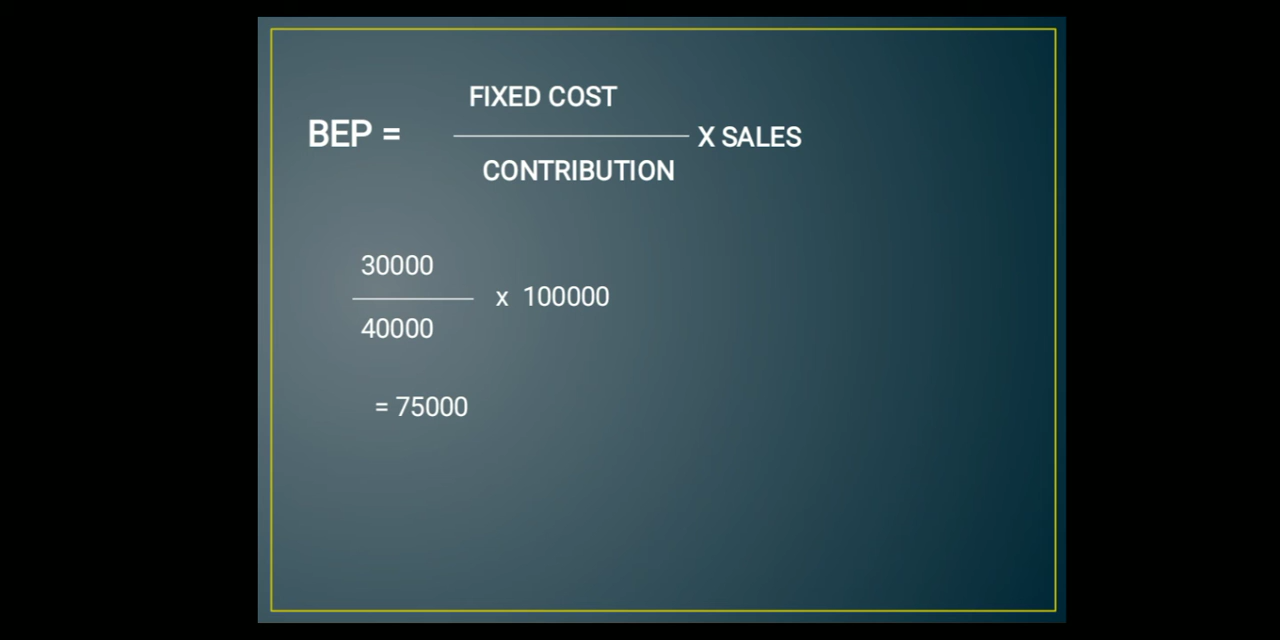 FIXED COST
BEP = X SALES
CONTRIBUTION
30000
x 100000
40000
= 75000